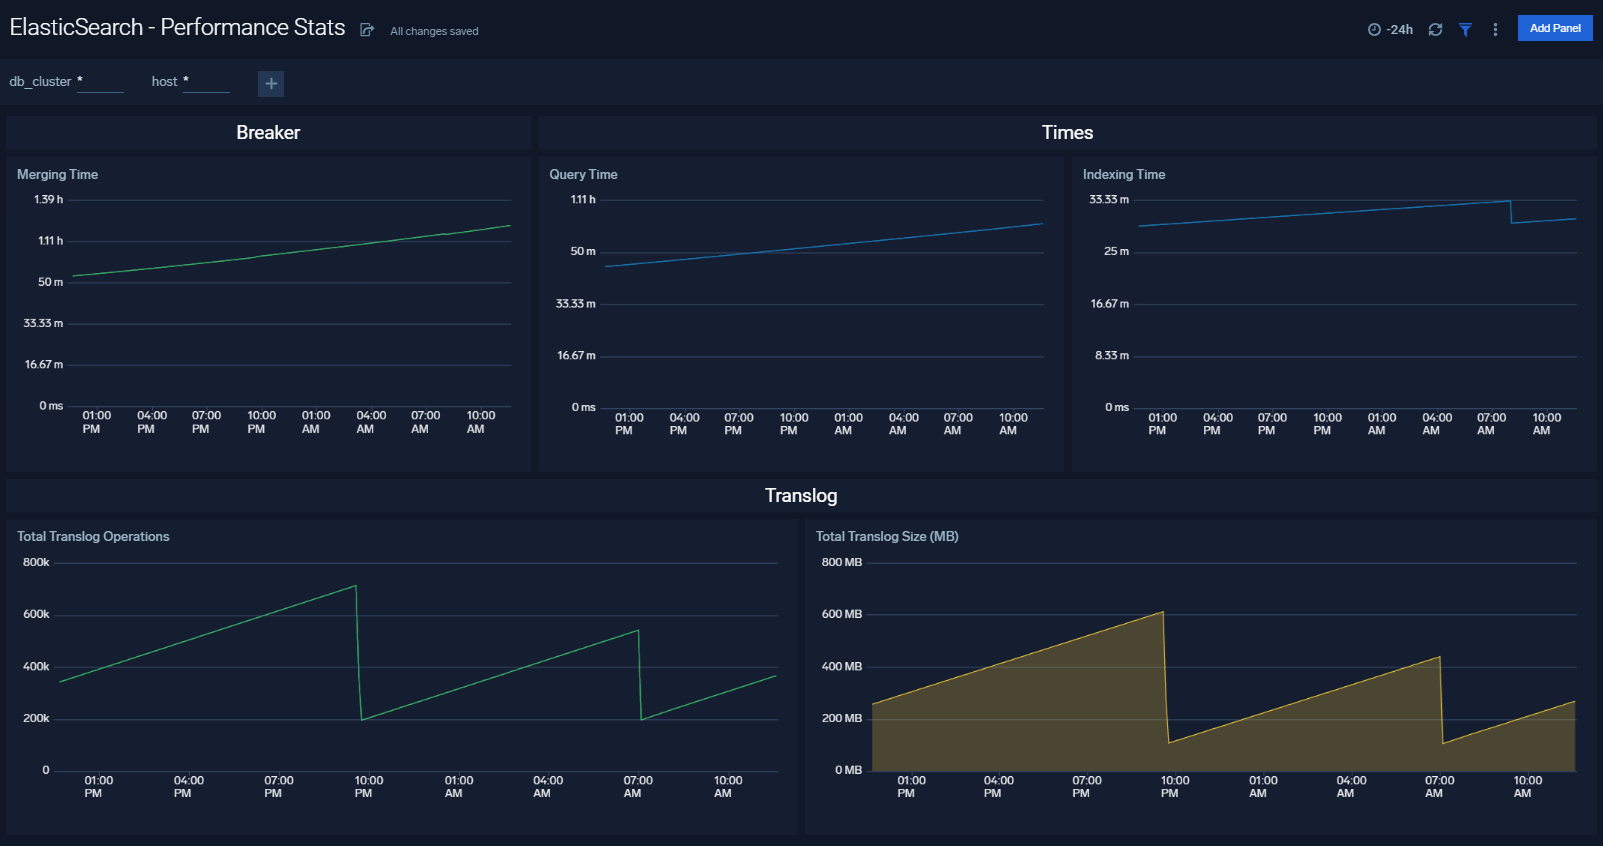 ElasticSearch - Performance Stats
All changes saved
-24h
Add Panel
db_cluster *
host *
+
Breaker
Times
Merging Time
1.39 h
1.11 h
50 m
33.33 m
16.67 m
0 ms
01:00 PM
04:00 PM
07:00 PM
10:00 PM
01:00 AM
04:00 AM
07:00 AM
10:00 AM
Query Time
1.11 h
50 m
33.33 m
16.67 m
0 ms
01:00 PM
04:00 PM
07:00 PM
10:00 PM
01:00 AM
04:00 AM
07:00 AM
10:00 AM
Indexing Time
33.33 m
25 m
16.67 m
8.33 m
0 ms
01:00 PM
04:00 PM
07:00 PM
10:00 PM
01:00 AM
04:00 AM
07:00 AM
10:00 AM
Translog
Total Translog Operations
800k
600k
400k
200k
0
01:00 PM
04:00 PM
07:00 PM
10:00 PM
01:00 AM
04:00 AM
07:00 AM
10:00 AM
Total Translog Size (MB)
800 MB
600 MB
400 MB
200 MB
0 MB
01:00 PM
04:00 PM
07:00 PM
10:00 PM
01:00 AM
04:00 AM
07:00 AM
10:00 AM